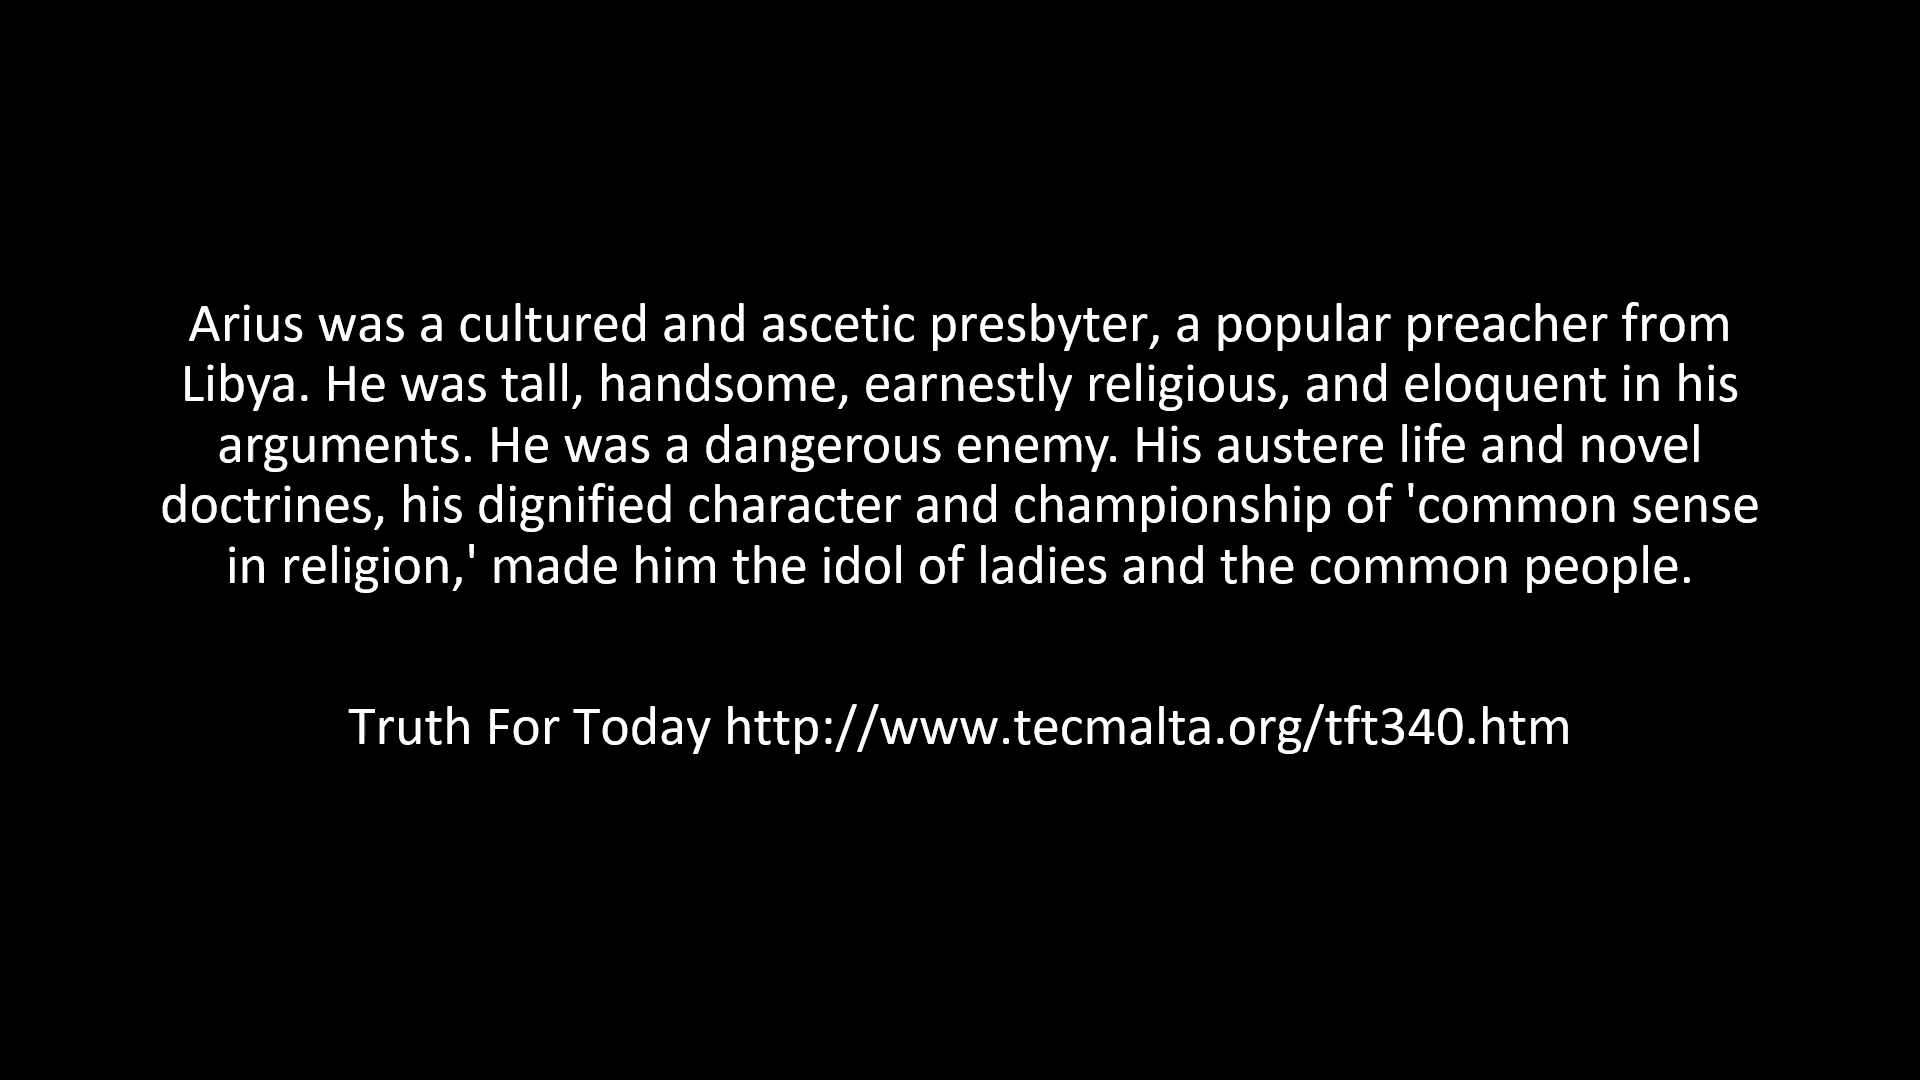 Arius was a cultured and ascetic presbyter, a popular preacher from
Libya. He was tall, handsome, earnestly religious, and eloquent in his
arguments. He was a dangerous enemy. His austere life and novel
doctrines, his dignified character and championship of 'common sense
in religion,' made him the idol of ladies and the common people.
Truth For Today http://www.tecmalta.org/tft340.htm